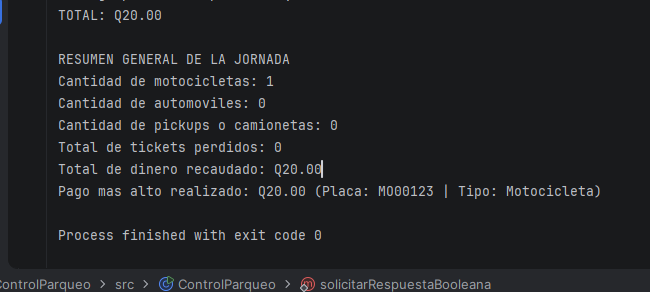 TOTAL: Q20.00
RESUMEN GENERAL DE LA JORNADA
Cantidad de motocicletas: 1
Cantidad de automoviles: 0
Cantidad de pickups o camionetas: 0
Total de tickets perdidos: 0
Total de dinero recaudado: Q20.00
Pago mas alto realizado: Q20.00 (Placa: MO00123 | Tipo: Motocicleta)
Process finished with exit code 0
ControlParqueo > src > ControlParqueo > solicitarRespuestaBooleana